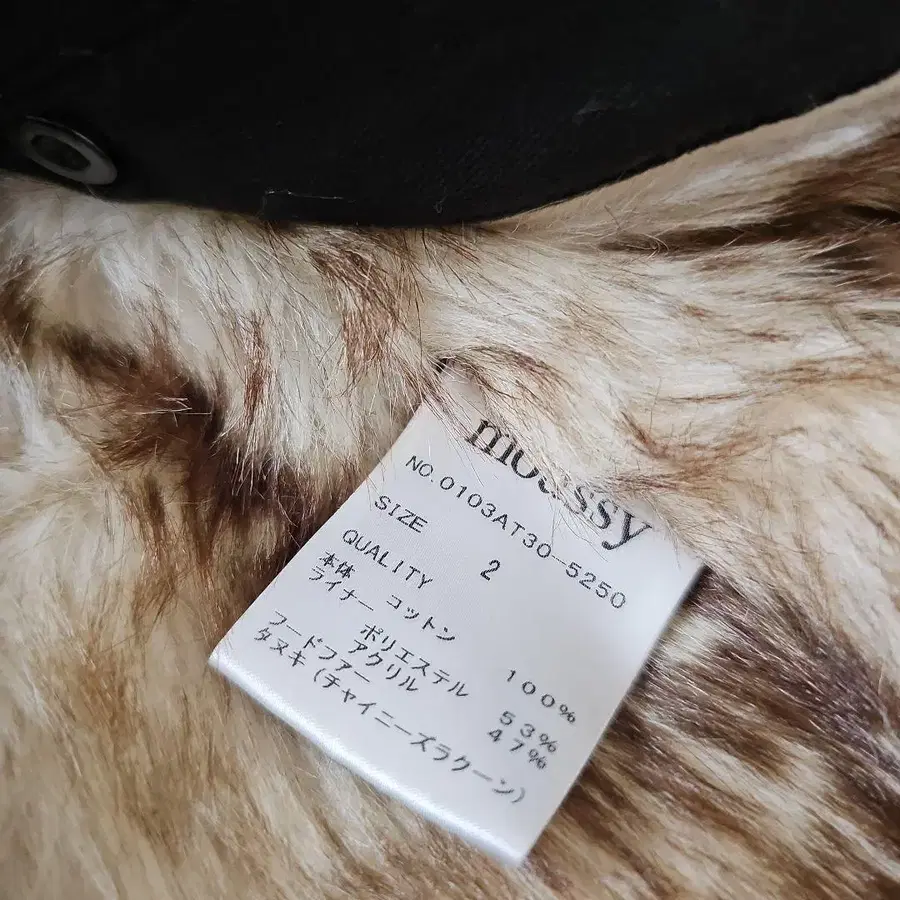 moussy
NO.0103AT30-5250
SIZE 2
QUALITY
本体 コットン 100%
ライナー ポリエステル 53%
アクリル 47%
フードファー
タヌキ(チャイニーズラクーン)